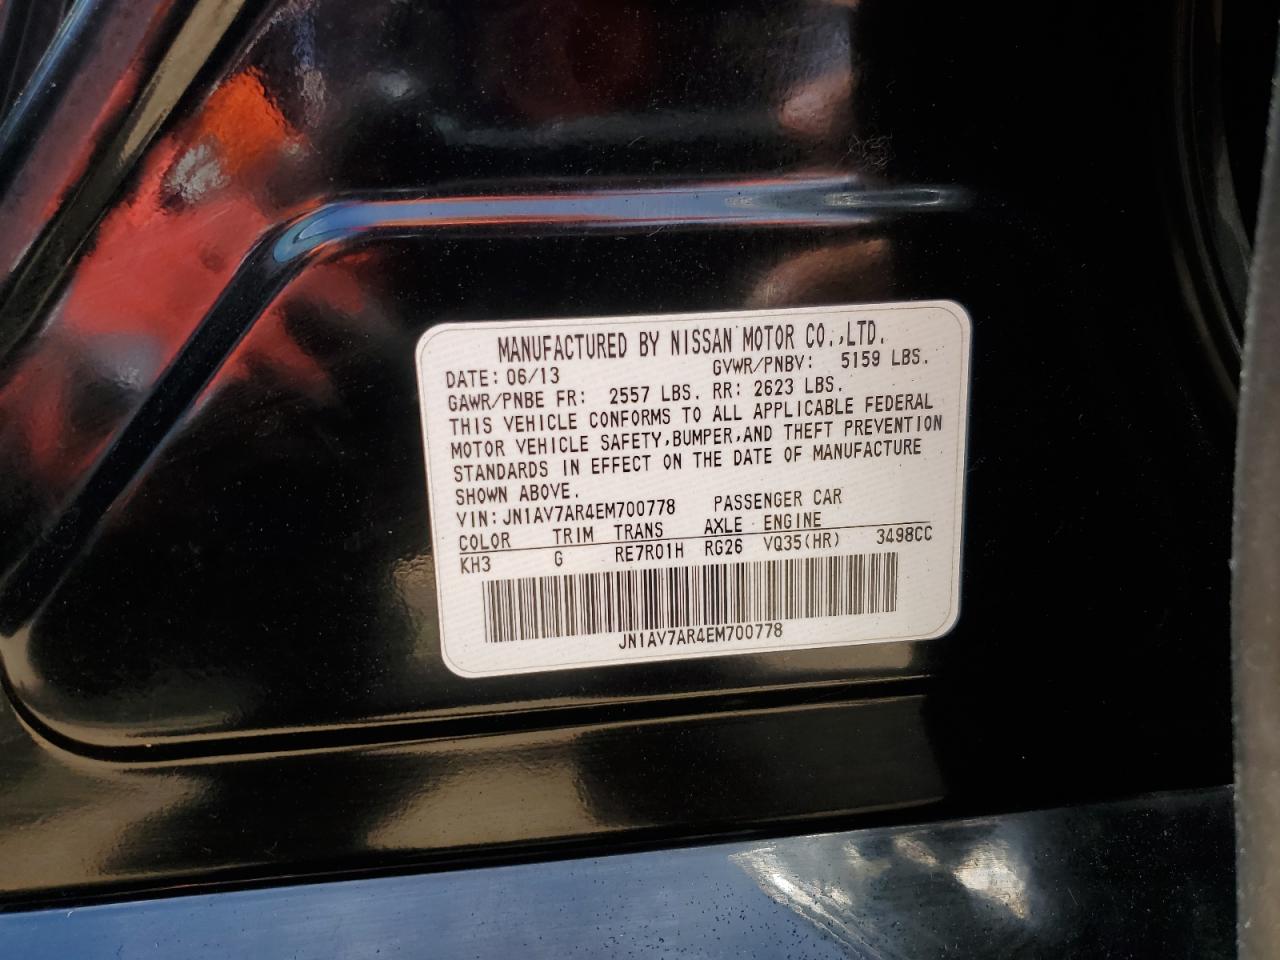 MANUFACTURED BY NISSAN MOTOR CO.,LTD.
DATE: 06/13 GVWR/PNBV: 5159 LBS.
GAWR/PNBE FR: 2557 LBS. RR: 2623 LBS.
THIS VEHICLE CONFORMS TO ALL APPLICABLE FEDERAL
MOTOR VEHICLE SAFETY,BUMPER,AND THEFT PREVENTION
STANDARDS IN EFFECT ON THE DATE OF MANUFACTURE
SHOWN ABOVE.
VIN: JN1AV7AR4EM700778 PASSENGER CAR
COLOR TRIM TRANS AXLE ENGINE
KH3 G RE7R01H RG26 VQ35(HR) 3498CC
JN1AV7AR4EM700778